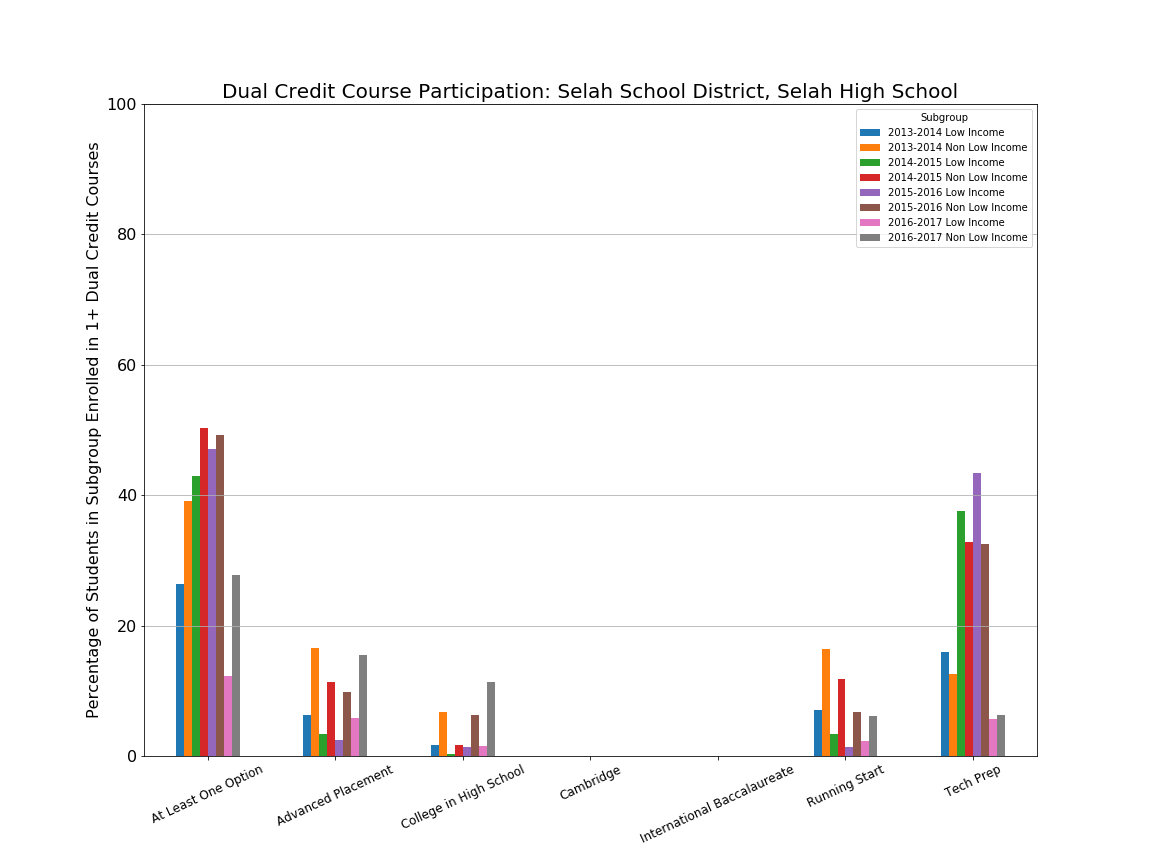 Dual Credit Course Participation: Selah School District, Selah High School
Percentage of Students in Subgroup Enrolled in 1+ Dual Credit Courses
100
80
60
40
20
0
Subgroup
2013-2014 Low Income
2013-2014 Non Low Income
2014-2015 Low Income
2014-2015 Non Low Income
2015-2016 Low Income
2015-2016 Non Low Income
2016-2017 Low Income
2016-2017 Non Low Income
At Least One Option
Advanced Placement
College in High School
Cambridge
International Baccalaureate
Running Start
Tech Prep